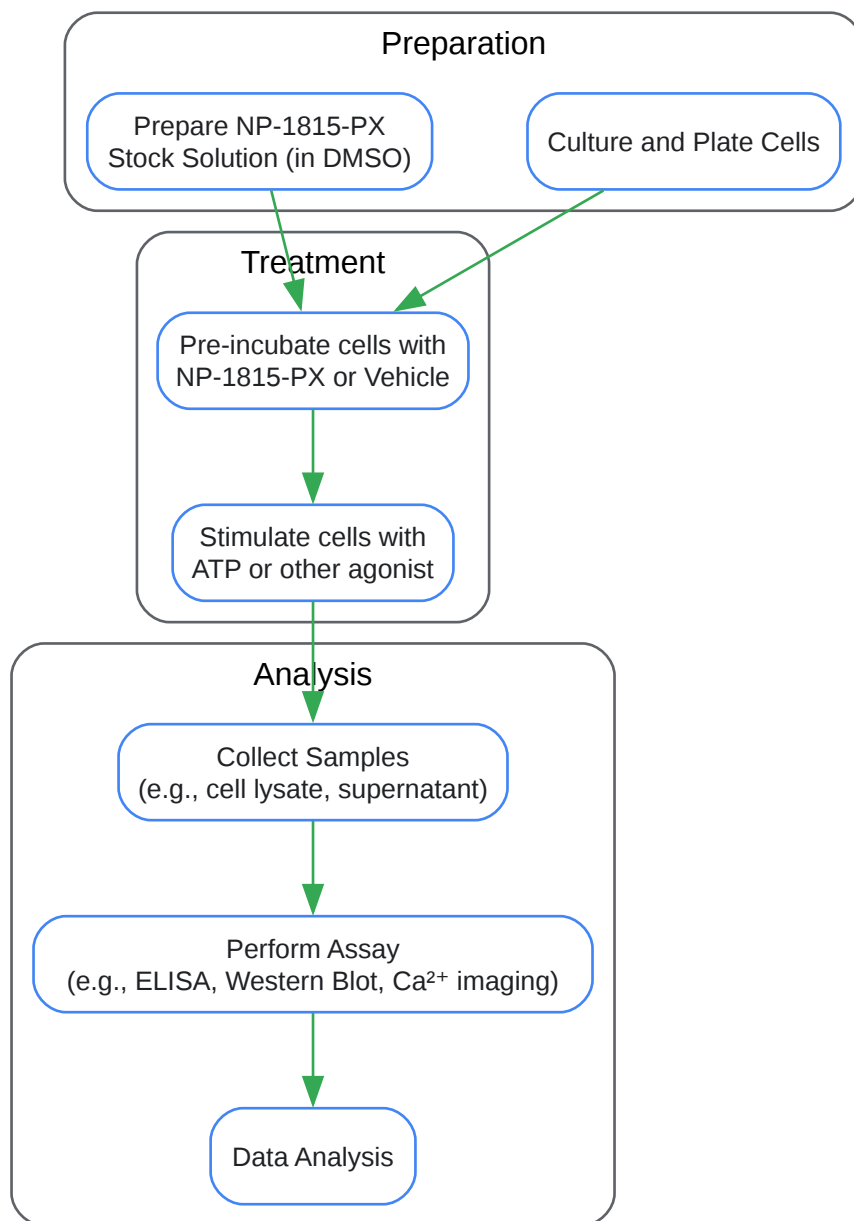 Preparation
Prepare NP-1815-PX
Stock Solution (in DMSO)
Culture and Plate Cells
Treatment
Pre-incubate cells with
NP-1815-PX or Vehicle
Stimulate cells with
ATP or other agonist
Analysis
Collect Samples
(e.g., cell lysate, supernatant)
Perform Assay
(e.g., ELISA, Western Blot, Ca²⁺ imaging)
Data Analysis